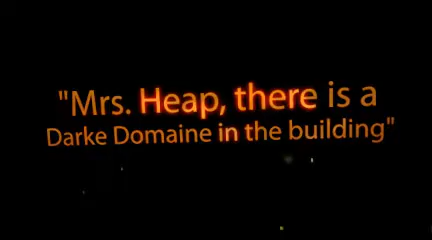 "Mrs. Heap, there is a
Darke Domaine in the building"